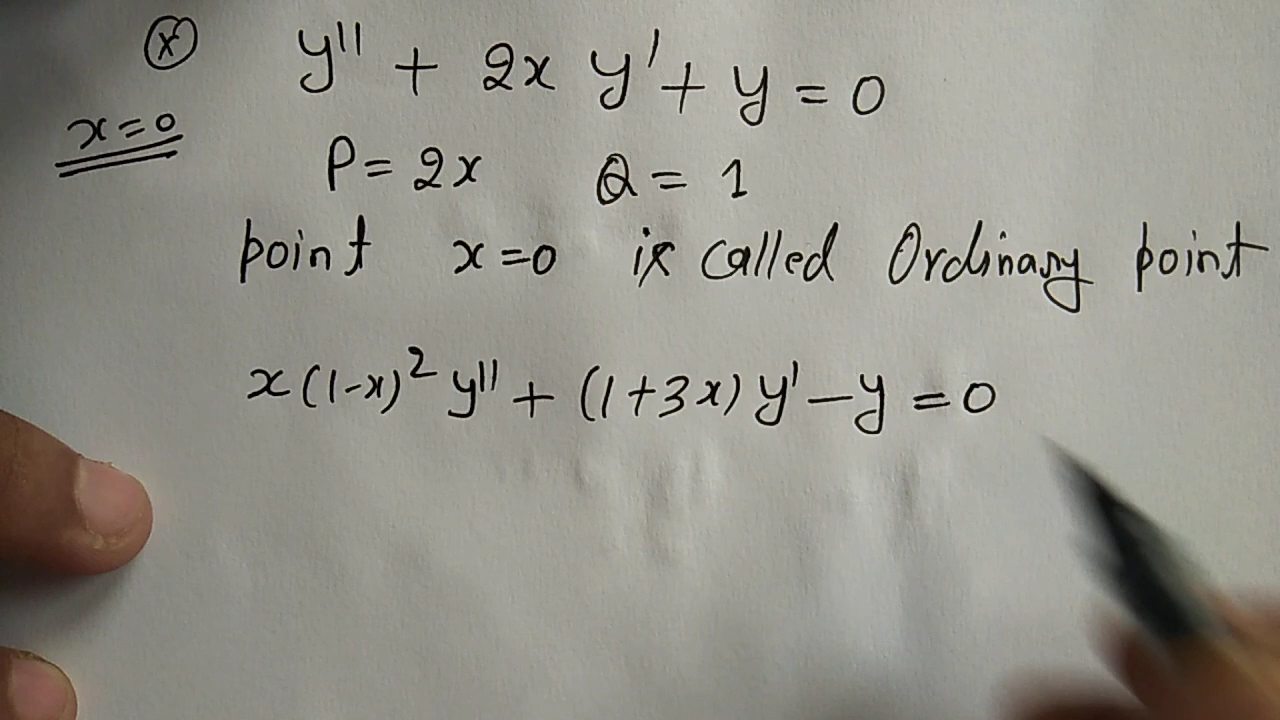 (x) y'' + 2x y' + y = 0
x=0
P = 2x Q = 1
point x=0 is called Ordinary point
x(1-x)² y'' + (1+3x) y' - y = 0